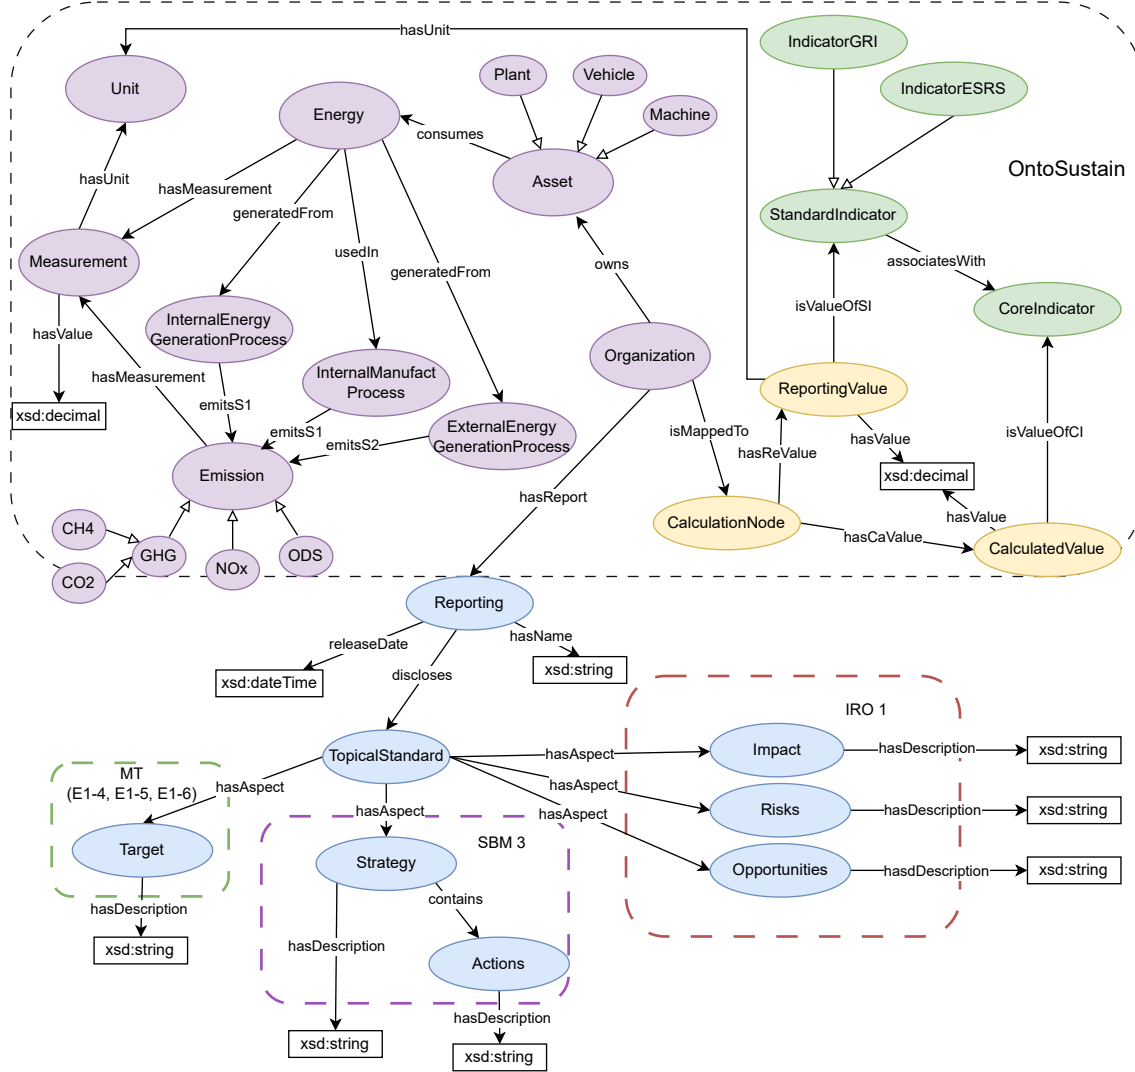 hasUnit
IndicatorGRI
Unit
Plant
Vehicle
IndicatorESRS
Energy
Machine
consumes
OntoSustain
hasUnit
hasMeasurement
Asset
generatedFrom
StandardIndicator
usedIn
Measurement
generatedFrom
owns
associatesWith
isValueOfSI
CoreIndicator
InternalEnergy
GenerationProcess
hasValue
Organization
hasMeasurement
InternalManufact
Process
ReportingValue
emitsS1
xsd:decimal
ExternalEnergy
GenerationProcess
emitsS1
emitsS2
isMappedTo
hasReValue
hasValue
isValueOfCI
Emission
xsd:decimal
hasReport
hasValue
CH4
CalculationNode
hasCaValue
CalculatedValue
GHG
NOx
ODS
CO2
Reporting
releaseDate
hasName
discloses
xsd:dateTime
xsd:string
IRO 1
TopicalStandard
hasAspect
Impact
hasDescription
xsd:string
MT
(E1-4, E1-5, E1-6)
hasAspect
hasAspect
hasAspect
hasAspect
Risks
hasDescription
xsd:string
Target
SBM 3
Strategy
Opportunities
hasdDescription
xsd:string
contains
hasDescription
hasDescription
xsd:string
Actions
hasDescription
xsd:string
xsd:string